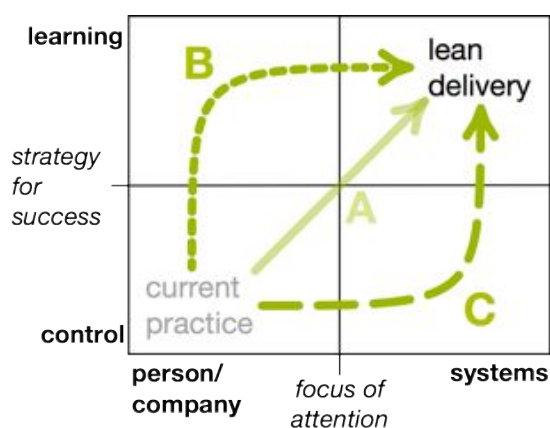 learning
B
lean
delivery
strategy
for
success
A
current
practice
C
control
person/
company
focus of
attention
systems